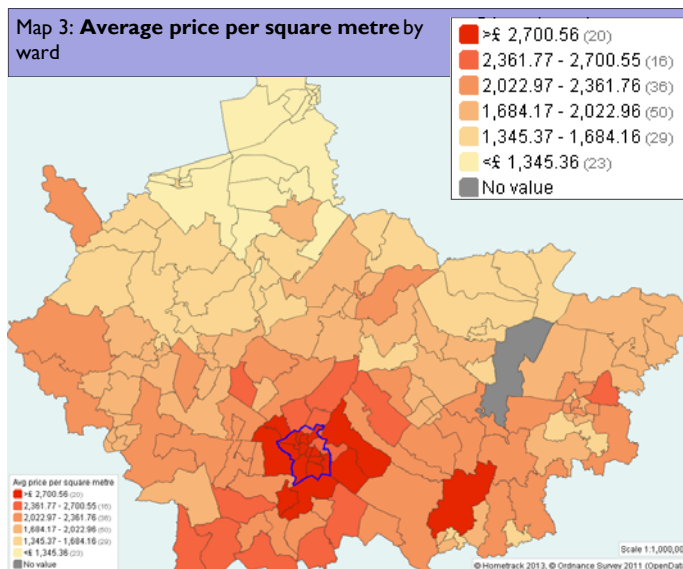 Map 3: Average price per square metre by
ward
>£ 2,700.56 (20)
2,361.77 - 2,700.55 (16)
2,022.97 - 2,361.76 (36)
1,684.17 - 2,022.96 (50)
1,345.37 - 1,684.16 (29)
<£ 1,345.36 (23)
No value
Avg price per square metre
>£ 2,700.56 (20)
2,361.77 - 2,700.55 (16)
2,022.97 - 2,361.76 (36)
1,684.17 - 2,022.96 (50)
1,345.37 - 1,684.16 (29)
<£ 1,345.36 (23)
No value
Scale 1:1,000,00
© Hometrack 2013, © Ordnance Survey 2011 (OpenData